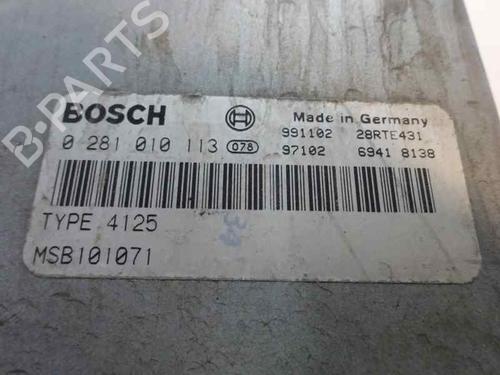 B-PARTS
BOSCH Made in Germany
0 281 010 113 078 991102 28RTE431
97102 6941 8138
TYPE 4125
MSB101071